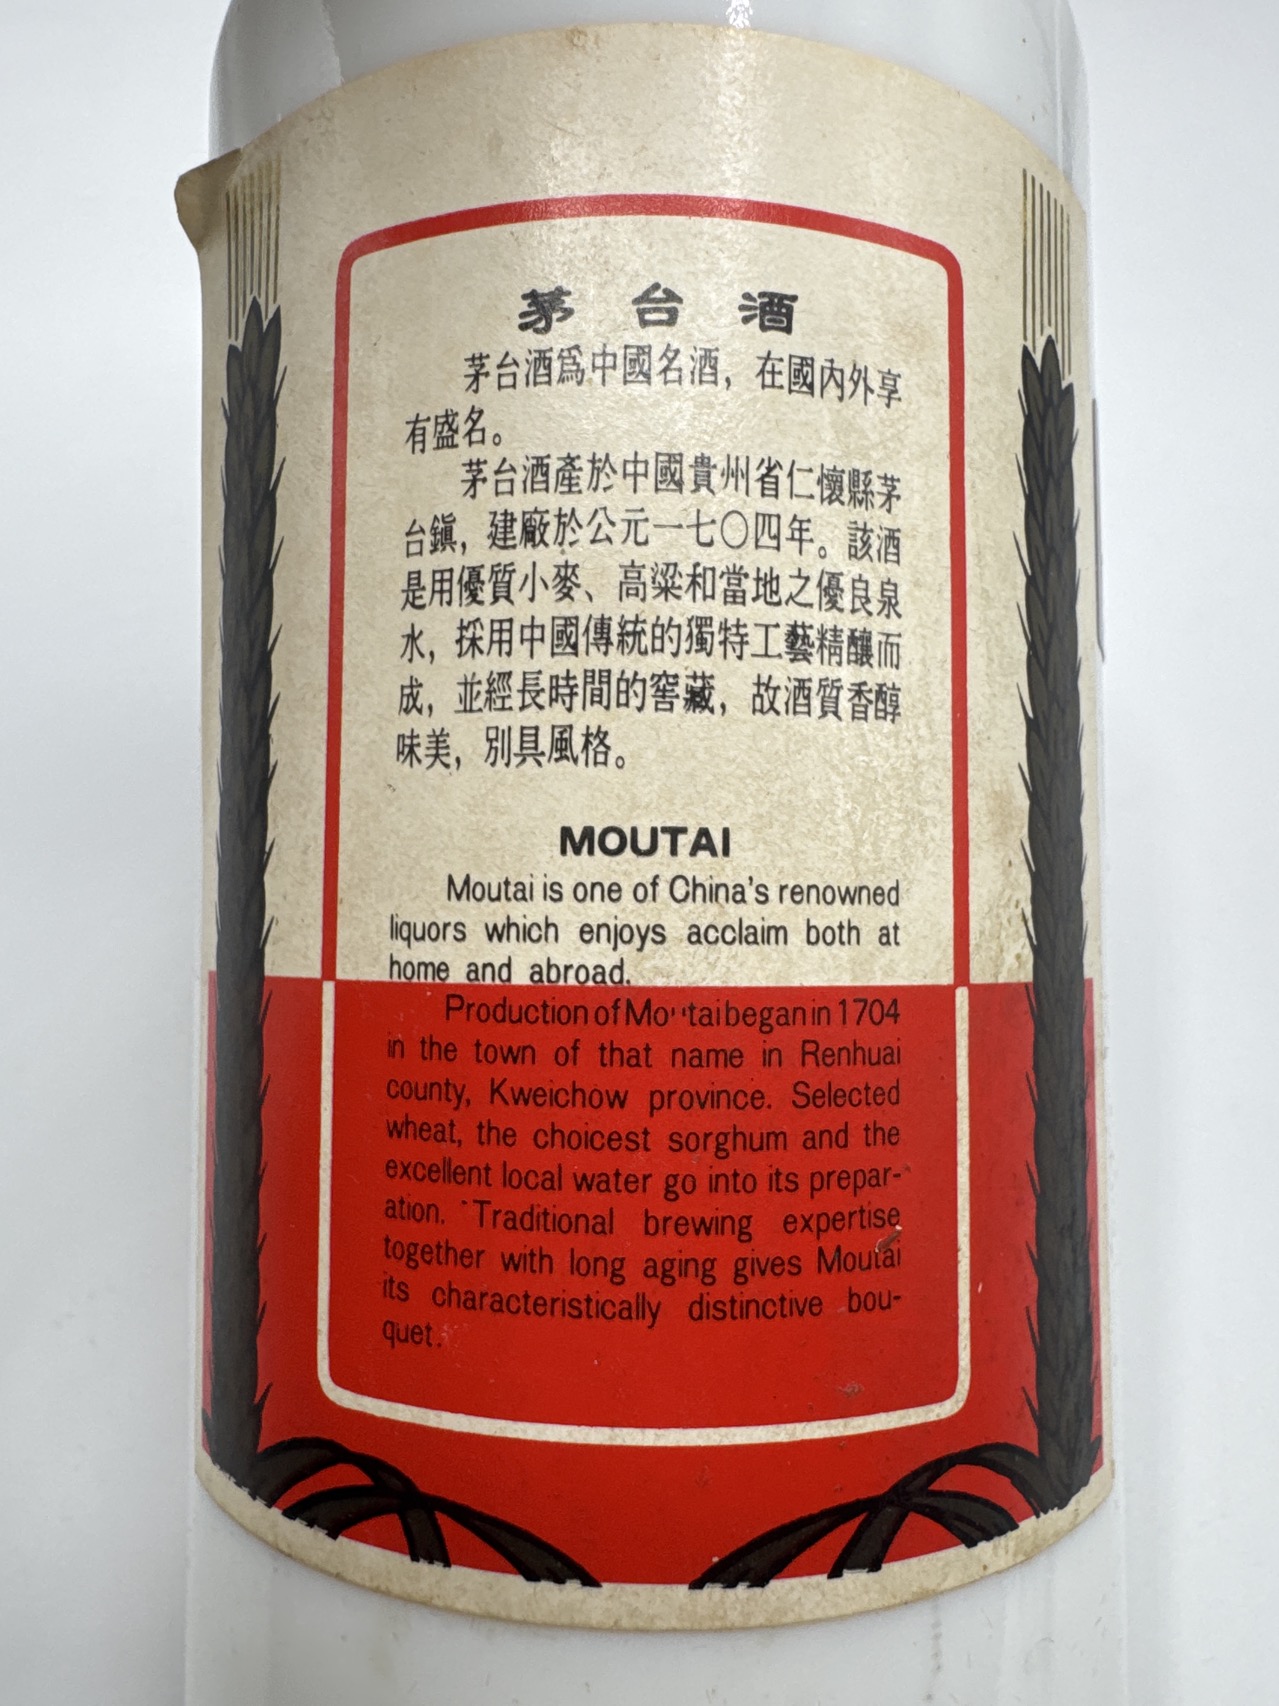 茅台酒
茅台酒爲中國名酒，在國內外享
有盛名。
茅台酒產於中國貴州省仁懷縣茅
台鎭，建廠於公元一七〇四年。該酒
是用優質小麥、高粱和當地之優良泉
水，採用中國傳統的獨特工藝精釀而
成，並經長時間的窖藏，故酒質香醇
味美，別具風格。
MOUTAI
Moutai is one of China's renowned
liquors which enjoys acclaim both at
home and abroad.
Production of Moutai began in 1704
in the town of that name in Renhuai
county, Kweichow province. Selected
wheat, the choicest sorghum and the
excellent local water go into its prepar-
ation. Traditional brewing expertise
together with long aging gives Moutai
its characteristically distinctive bou-
quet.